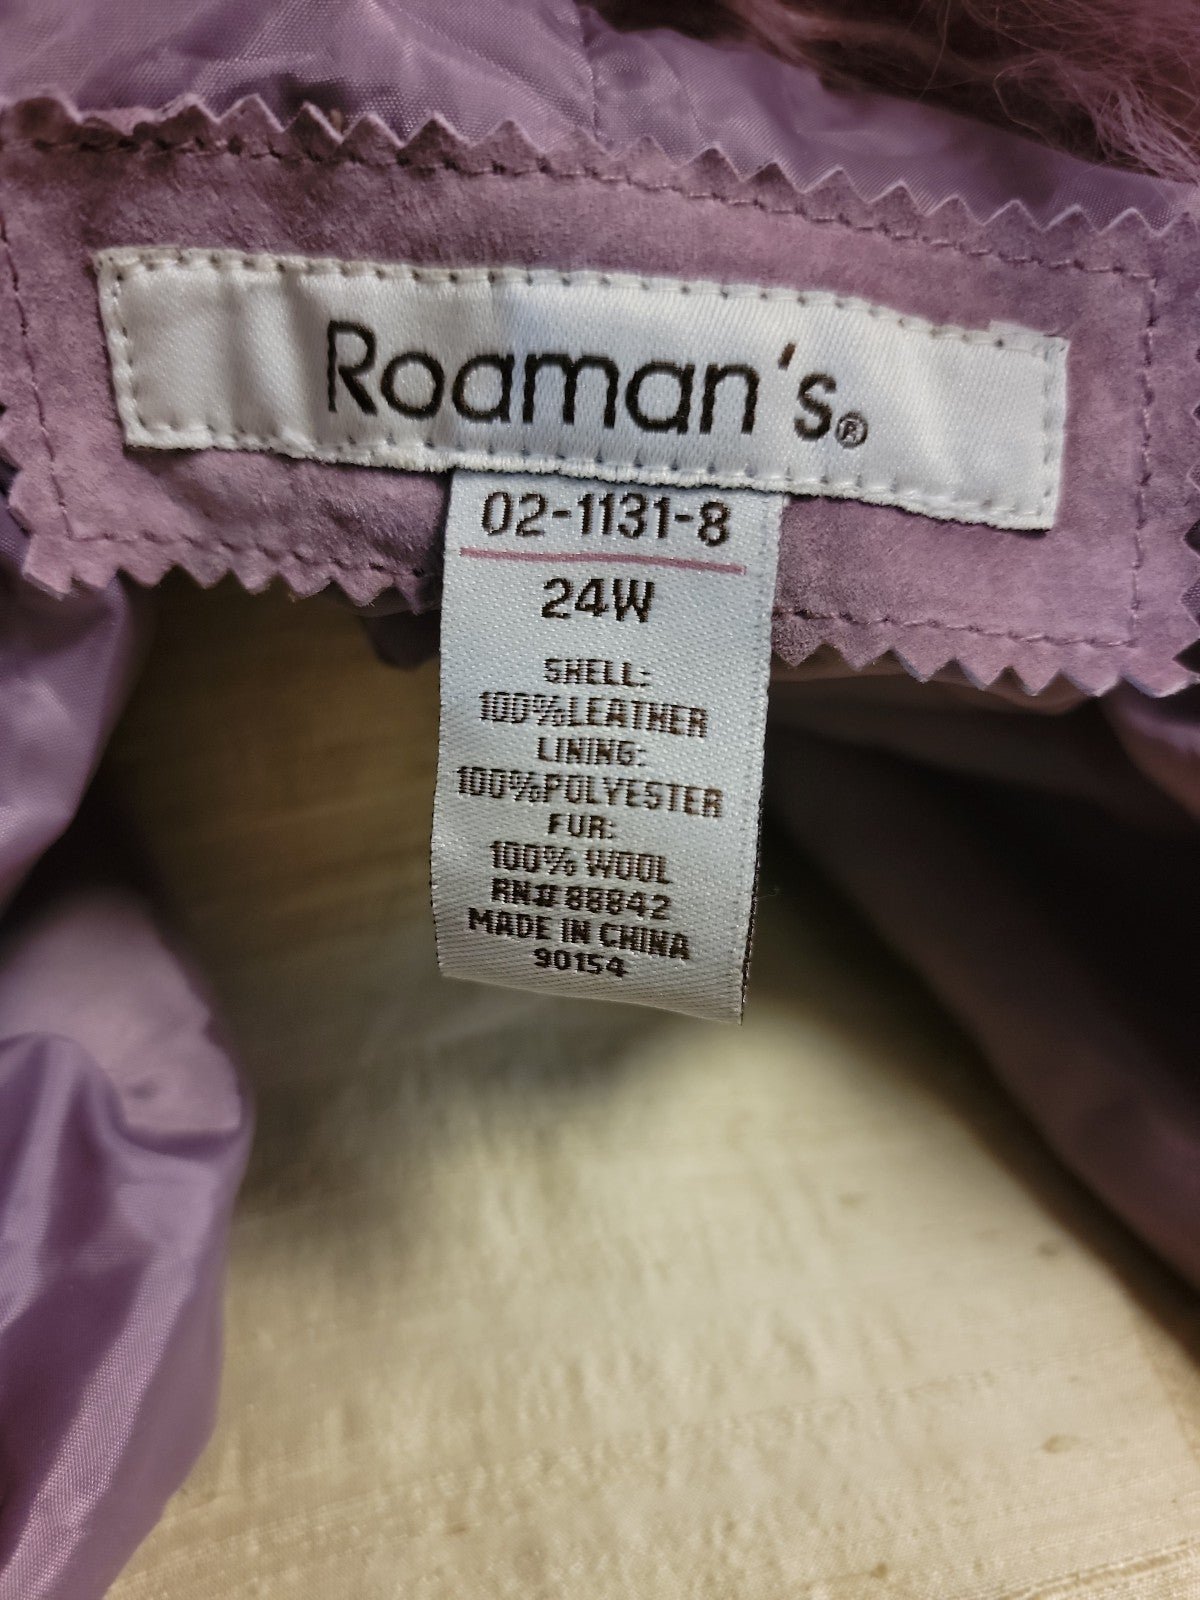 Roaman's®
02-1131-8
24W
SHELL:
100%LEATHER
LINING:
100%POLYESTER
FUR:
100% WOOL
RN# 88842
MADE IN CHINA
90154